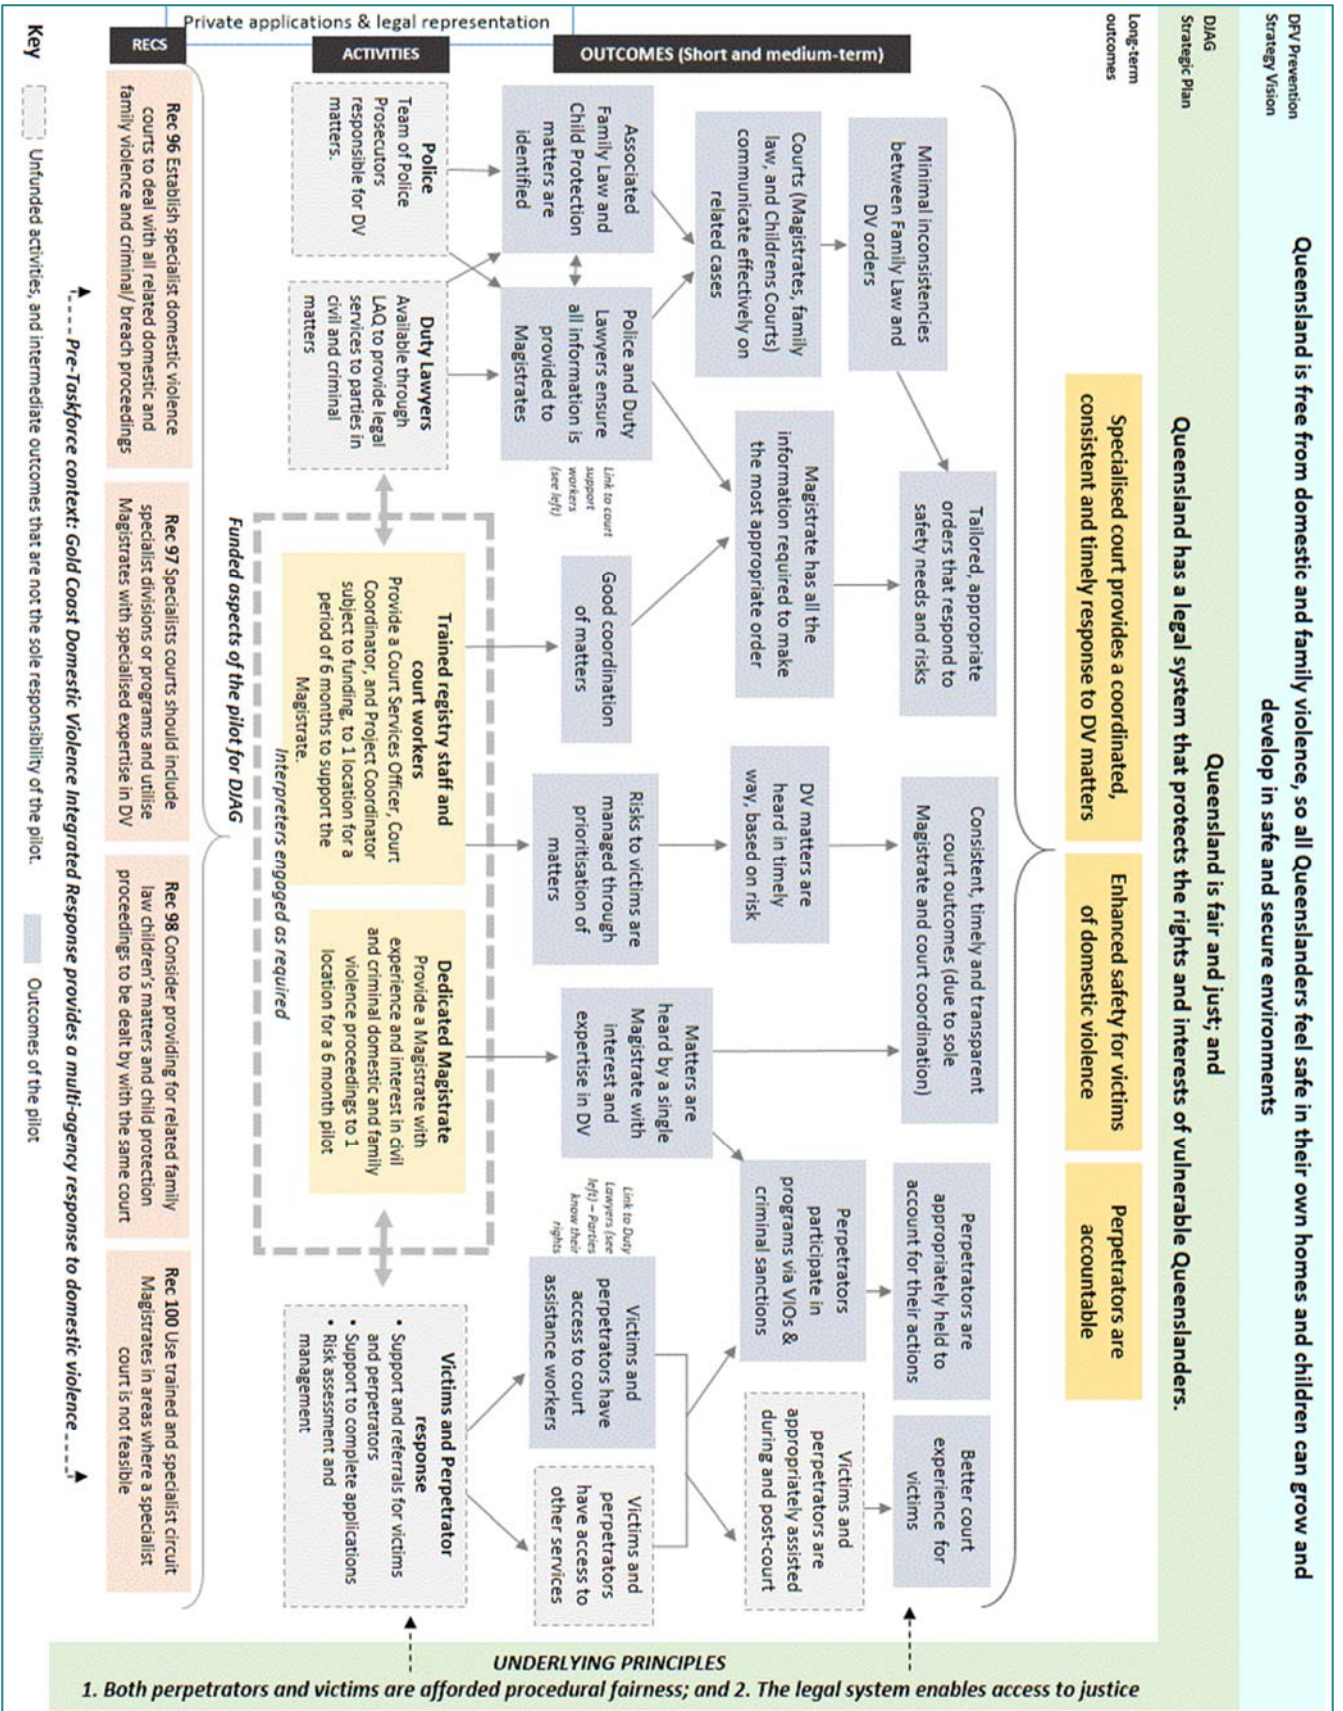 DFV Prevention
Strategy Vision
Queensland is free from domestic and family violence, so all Queenslanders feel safe in their own homes and children can grow and
develop in safe and secure environments
DJAG
Strategic Plan
Queensland is fair and just; and
Queensland has a legal system that protects the rights and interests of vulnerable Queenslanders.
Long-term
outcomes
Specialised court provides a coordinated,
consistent and timely response to DV matters
Enhanced safety for victims
of domestic violence
Perpetrators are
accountable
OUTCOMES (Short and medium-term)
Minimal inconsistencies
between Family Law and
DV orders
Tailored, appropriate
orders that respond to
safety needs and risks
Consistent, timely and transparent
court outcomes (due to sole
Magistrate and court coordination)
Perpetrators are
appropriately held to
account for their actions
Better court
experience for
victims
Courts (Magistrates, family
law, and Childrens Courts)
communicate effectively on
related cases
Magistrate has all the
information required to make
the most appropriate order
DV matters are
heard in timely
way, based on risk
Perpetrators
participate in
programs via VIOs &
criminal sanctions
Victims and
perpetrators are
appropriately assisted
during and post-court
Associated
Family Law and
Child Protection
matters are
identified
Police and Duty
Lawyers ensure
all information is
provided to
Magistrates
Link to court
support
workers
(see left)
Good coordination
of matters
Risks to victims are
managed through
prioritisation of
matters
Matters are
heard by a single
Magistrate with
interest and
expertise in DV
Link to Duty
Lawyers (see
left) – Parties
know their
rights
Victims and
perpetrators have
access to court
assistance workers
Victims and
perpetrators
have access to
other services
Private applications & legal representation
ACTIVITIES
Police
Team of Police
Prosecutors
responsible for DV
matters.
Duty Lawyers
Available through
LAQ to provide legal
services to parties in
civil and criminal
matters
Trained registry staff and
court workers
Provide a Court Services Officer, Court
Coordinator, and Project Coordinator
subject to funding, to 1 location for a
period of 6 months to support the
Magistrate.
Dedicated Magistrate
Provide a Magistrate with
experience and interest in civil
and criminal domestic and family
violence proceedings to 1
location for a 6 month pilot
Interpreters engaged as required
Victims and Perpetrator
response
• Support and referrals for victims
and perpetrators
• Support to complete applications
• Risk assessment and
management
Funded aspects of the pilot for DJAG
RECS
Rec 96 Establish specialist domestic violence
courts to deal with all related domestic and
family violence and criminal/ breach proceedings
Rec 97 Specialists courts should include
specialist divisions or programs and utilise
Magistrates with specialised expertise in DV
Rec 98 Consider providing for related family
law children's matters and child protection
proceedings to be dealt by with the same court
Rec 100 Use trained and specialist circuit
Magistrates in areas where a specialist
court is not feasible
Pre-Taskforce context: Gold Coast Domestic Violence Integrated Response provides a multi-agency response to domestic violence
Key
Unfunded activities, and intermediate outcomes that are not the sole responsibility of the pilot.
Outcomes of the pilot
UNDERLYING PRINCIPLES
1. Both perpetrators and victims are afforded procedural fairness; and 2. The legal system enables access to justice